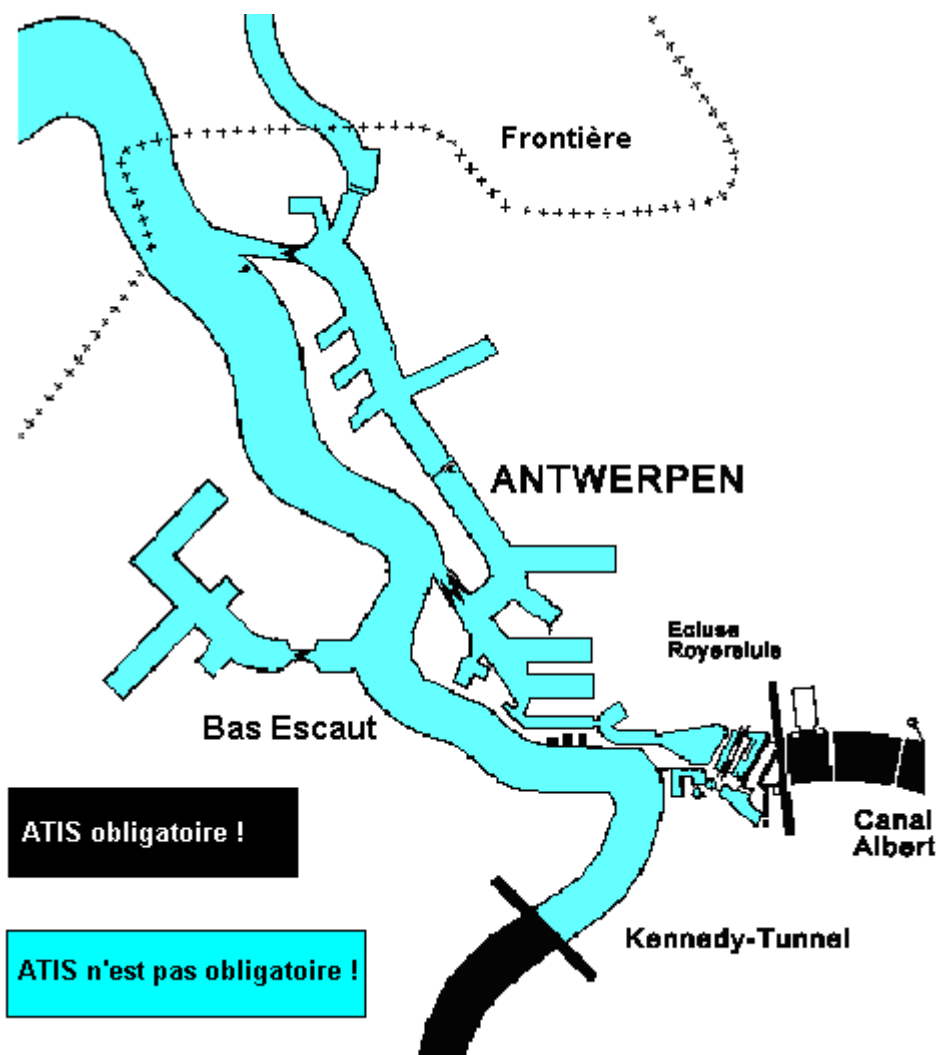 Frontière
ANTWERPEN
Ecluse
Royersluis
Bas Escaut
ATIS obligatoire !
Canal
Albert
Kennedy-Tunnel
ATIS n'est pas obligatoire !